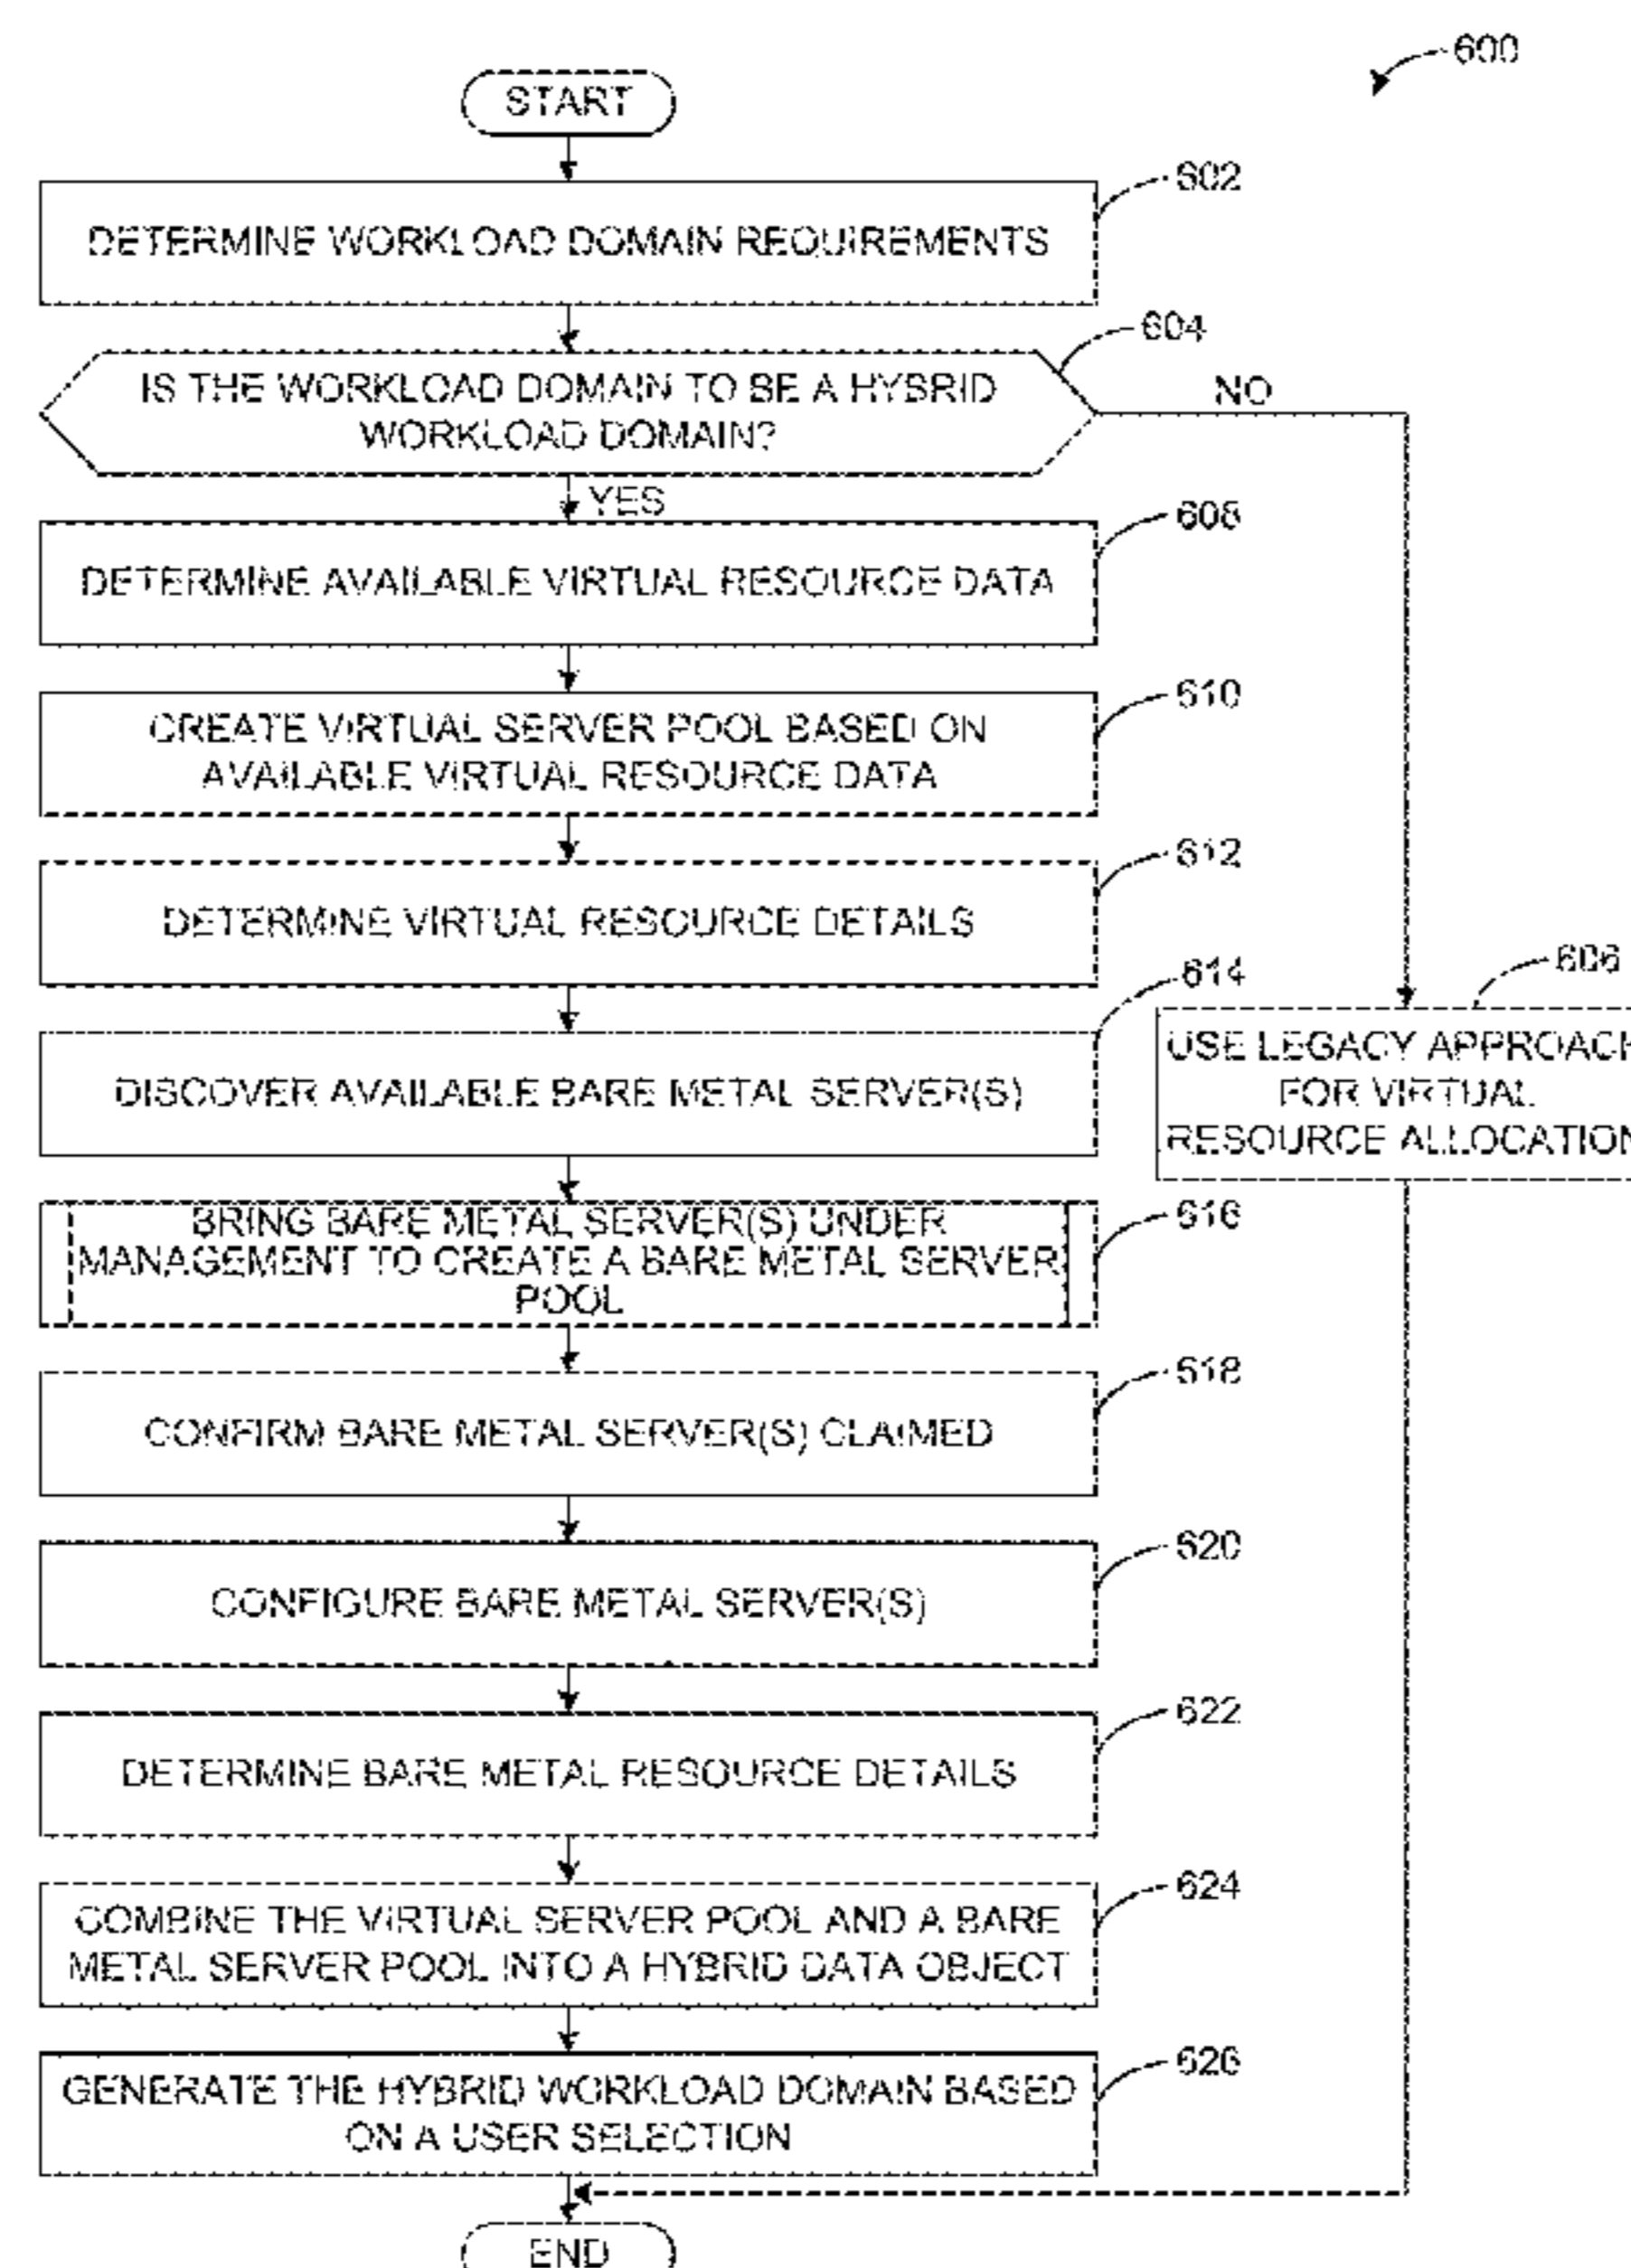 600
START
602
DETERMINE WORKLOAD DOMAIN REQUIREMENTS
604
IS THE WORKLOAD DOMAIN TO BE A HYBRID
WORKLOAD DOMAIN?
NO
YES
608
DETERMINE AVAILABLE VIRTUAL RESOURCE DATA
610
CREATE VIRTUAL SERVER POOL BASED ON
AVAILABLE VIRTUAL RESOURCE DATA
612
DETERMINE VIRTUAL RESOURCE DETAILS
614
DISCOVER AVAILABLE BARE METAL SERVER(S)
606
USE LEGACY APPROACH
FOR VIRTUAL
RESOURCE ALLOCATION
616
BRING BARE METAL SERVER(S) UNDER
MANAGEMENT TO CREATE A BARE METAL SERVER
POOL
618
CONFIRM BARE METAL SERVER(S) CLAIMED
620
CONFIGURE BARE METAL SERVER(S)
622
DETERMINE BARE METAL RESOURCE DETAILS
624
COMBINE THE VIRTUAL SERVER POOL AND A BARE
METAL SERVER POOL INTO A HYBRID DATA OBJECT
626
GENERATE THE HYBRID WORKLOAD DOMAIN BASED
ON A USER SELECTION
END